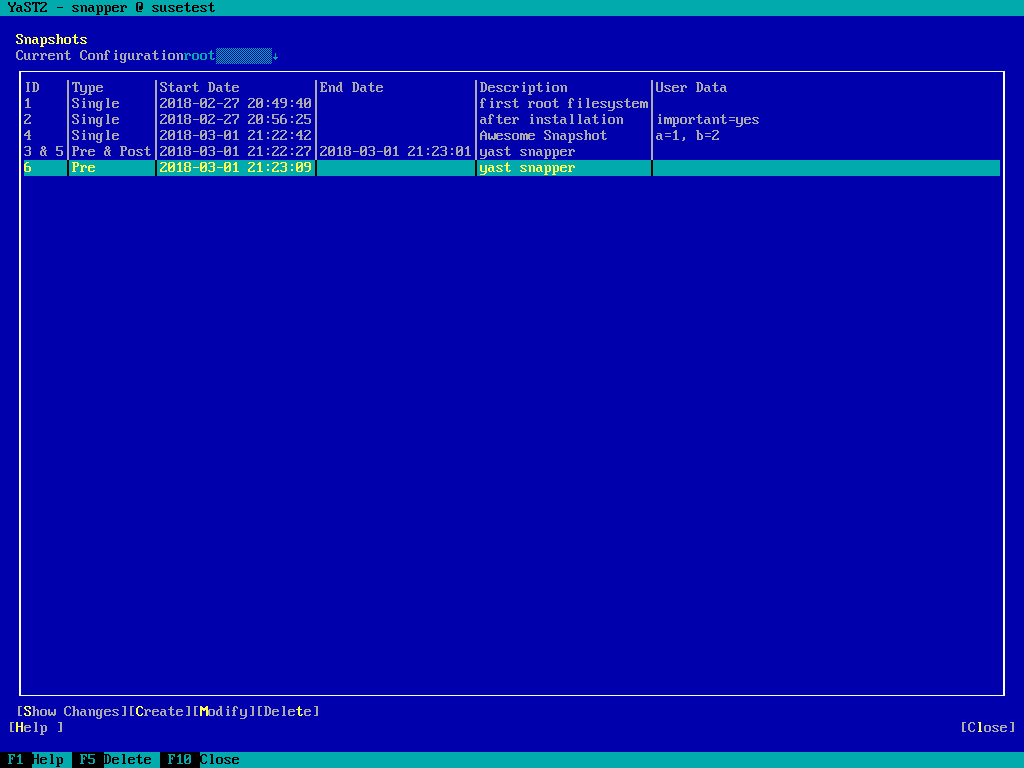 YaST2 - snapper @ susetest
Snapshots
Current Configurationroot↓
ID |Type |Start Date |End Date |Description |User Data
1 |Single |2018-02-27 20:49:40| |first root filesystem|
2 |Single |2018-02-27 20:56:25| |after installation |important=yes
4 |Single |2018-03-01 21:22:42| |Awesome Snapshot |a=1, b=2
3 & 5|Pre & Post|2018-03-01 21:22:27|2018-03-01 21:23:01|yast snapper |
6 |Pre |2018-03-01 21:23:09| |yast snapper |
[Show Changes][Create][Modify][Delete]
[Help ] [Close]
F1 Help F5 Delete F10 Close